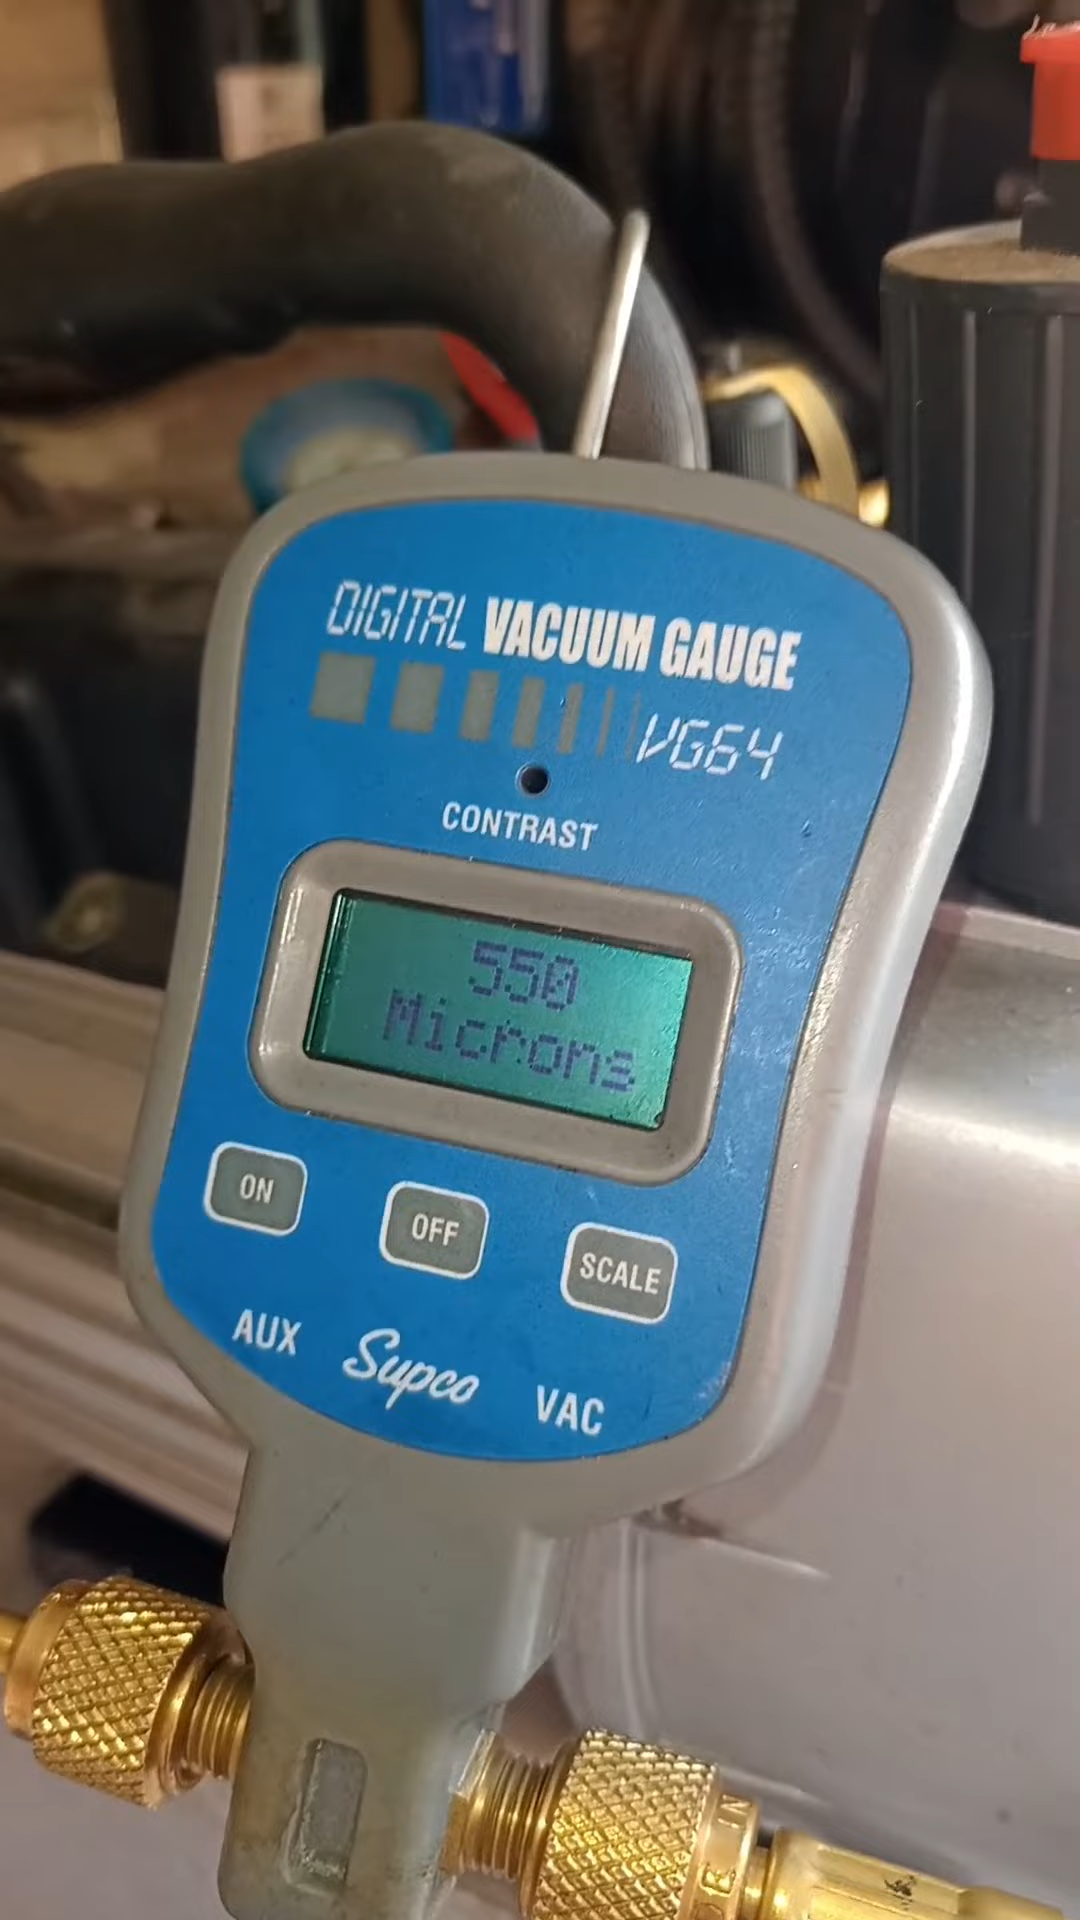 DIGITAL VACUUM GAUGE
VG64
CONTRAST
550
Microns
ON
OFF
SCALE
AUX
Supco
VAC